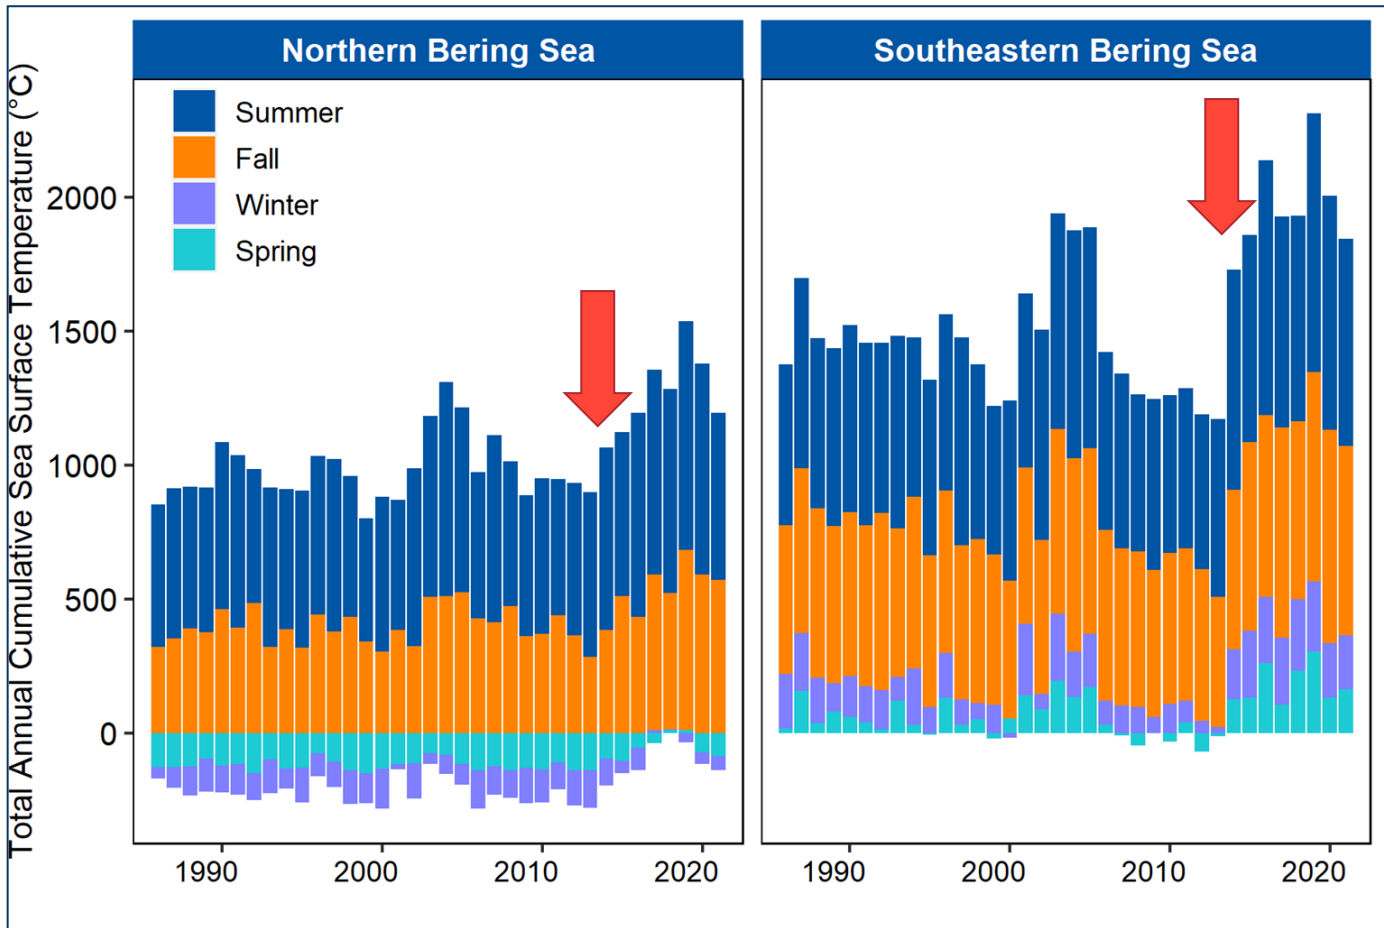 Northern Bering Sea
Southeastern Bering Sea
Total Annual Cumulative Sea Surface Temperature (°C)
Summer
Fall
Winter
Spring
2000
1500
1000
500
0
1990
2000
2010
2020
1990
2000
2010
2020